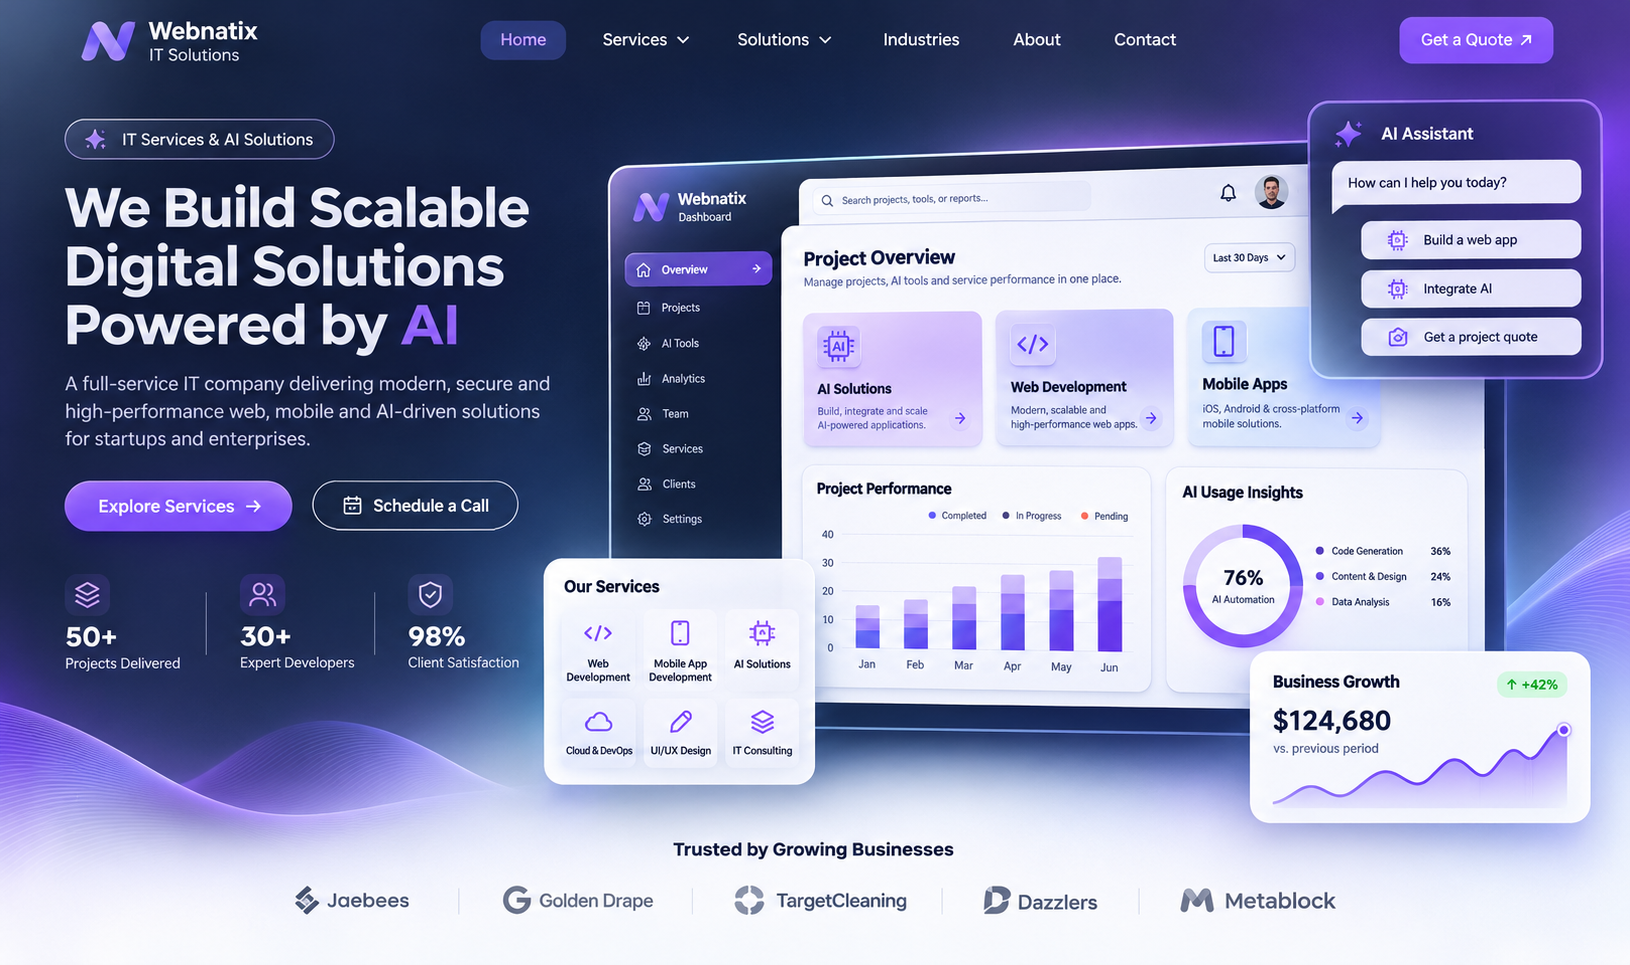 Webnatix
IT Solutions
Home
Services
Solutions
Industries
About
Contact
Get a Quote
IT Services & AI Solutions
We Build Scalable
Digital Solutions
Powered by AI
A full-service IT company delivering modern, secure and
high-performance web, mobile and AI-driven solutions
for startups and enterprises.
Explore Services
Schedule a Call
50+
Projects Delivered
30+
Expert Developers
98%
Client Satisfaction
Webnatix
Dashboard
Overview
Projects
AI Tools
Analytics
Team
Services
Clients
Settings
Search projects, tools, or reports...
Project Overview
Manage projects, AI tools and service performance in one place.
Last 30 Days
AI
AI Solutions
Build, integrate and scale
AI-powered applications.
Web Development
Modern, scalable and
high-performance web apps.
Mobile Apps
iOS, Android & cross-platform
mobile solutions.
Project Performance
Completed
In Progress
Pending
40
30
20
10
0
Jan
Feb
Mar
Apr
May
Jun
AI Usage Insights
76%
AI Automation
Code Generation 36%
Content & Design 24%
Data Analysis 16%
AI Assistant
How can I help you today?
Build a web app
Integrate AI
Get a project quote
Our Services
Web
Development
Mobile App
Development
AI Solutions
Cloud & DevOps
UI/UX Design
IT Consulting
Business Growth
+42%
$124,680
vs. previous period
Trusted by Growing Businesses
Jaebees
Golden Drape
TargetCleaning
Dazzlers
Metablock